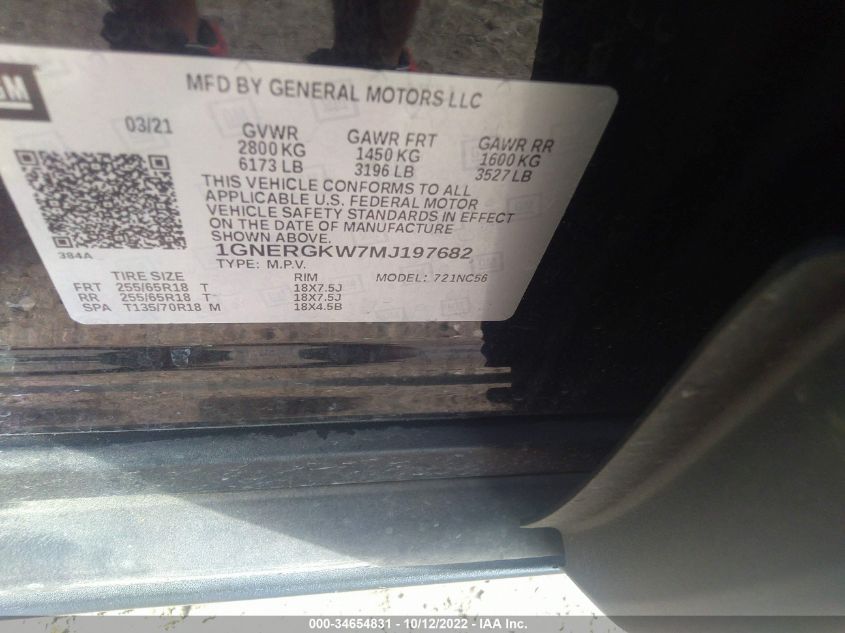 GM
MFD BY GENERAL MOTORS LLC
03/21
GVWR
2800 KG
6173 LB
GAWR FRT
1450 KG
3196 LB
GAWR RR
1600 KG
3527 LB
THIS VEHICLE CONFORMS TO ALL
APPLICABLE U.S. FEDERAL MOTOR
VEHICLE SAFETY STANDARDS IN EFFECT
ON THE DATE OF MANUFACTURE
SHOWN ABOVE.
384A
1GNERGKW7MJ197682
TYPE: M.P.V. MODEL: 721NC56
TIRE SIZE RIM
FRT 255/65R18 T 18X7.5J
RR 255/65R18 T 18X7.5J
SPA T135/70R18 M 18X4.5B
000-34654831 - 10/12/2022 - IAA Inc.